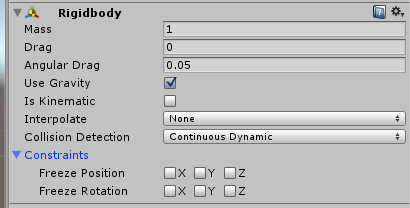 Rigidbody
Mass 1
Drag 0
Angular Drag 0.05
Use Gravity
Is Kinematic
Interpolate None
Collision Detection Continuous Dynamic
Constraints
Freeze Position X Y Z
Freeze Rotation X Y Z